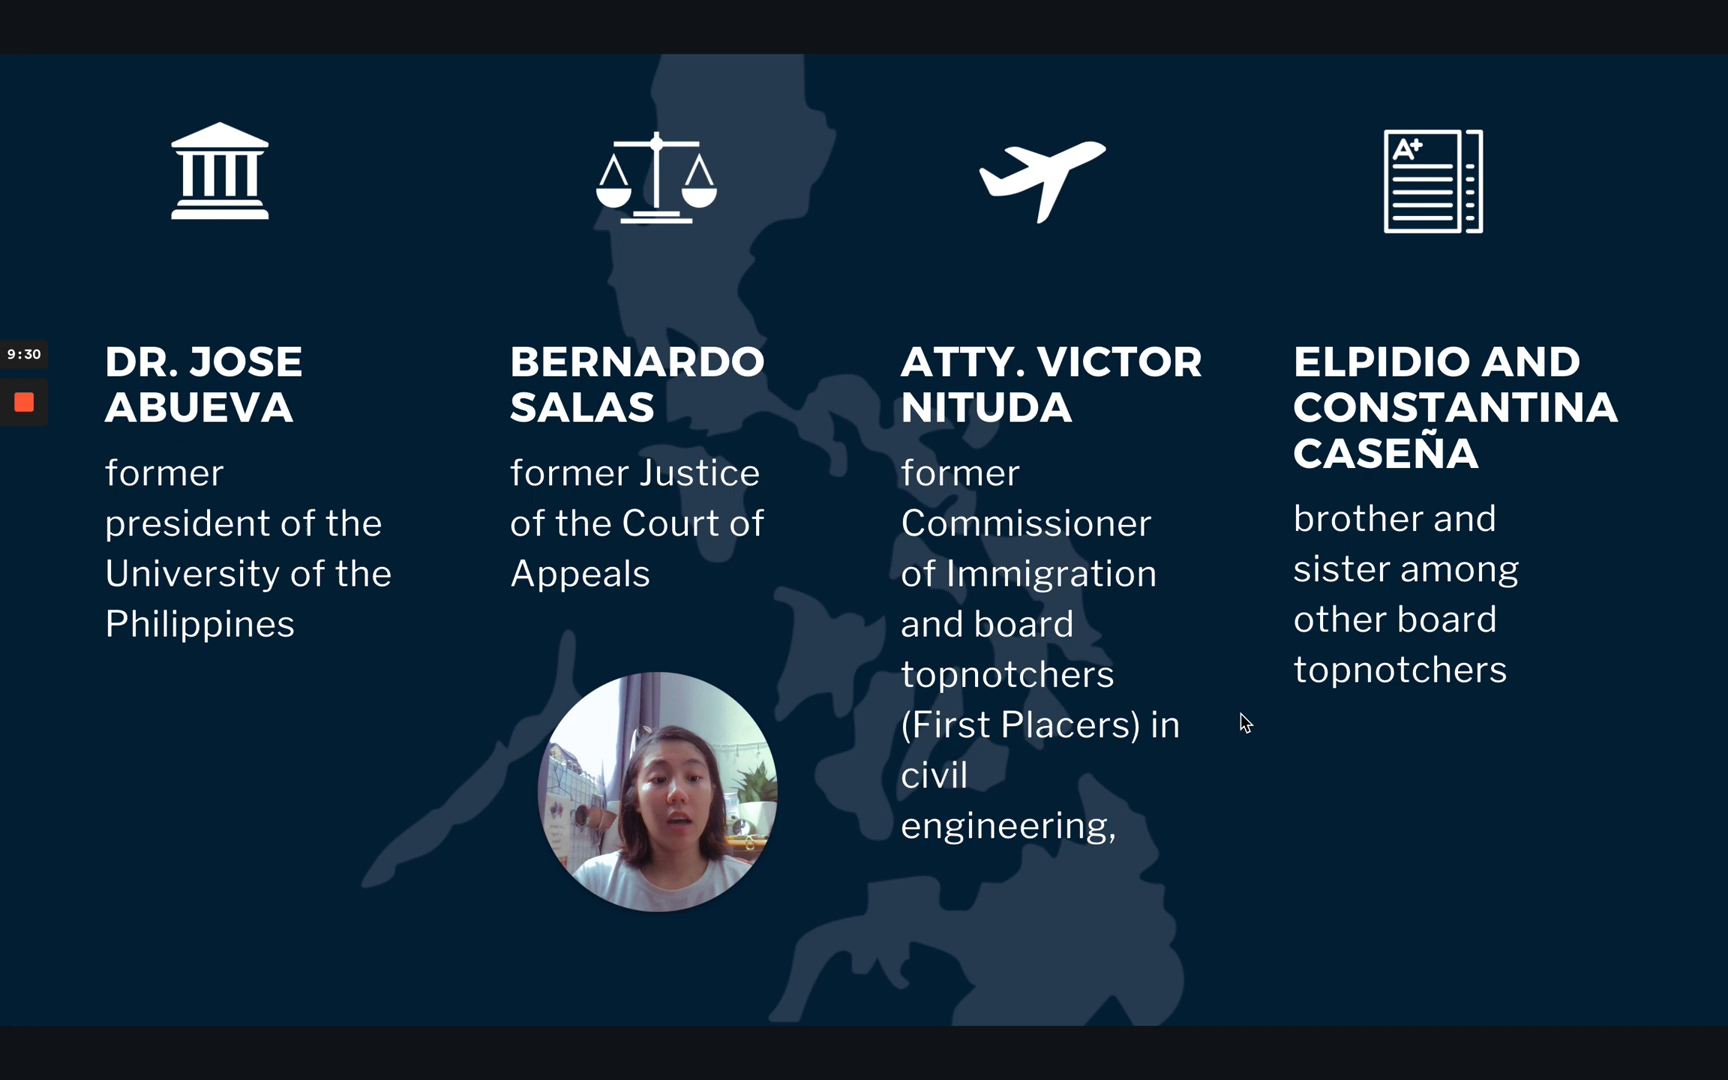 9:30
A+
DR. JOSE
ABUEVA
former
president of the
University of the
Philippines
BERNARDO
SALAS
former Justice
of the Court of
Appeals
ATTY. VICTOR
NITUDA
former
Commissioner
of Immigration
and board
topnotchers
(First Placers) in
civil
engineering,
ELPIDIO AND
CONSTANTINA
CASEÑA
brother and
sister among
other board
topnotchers